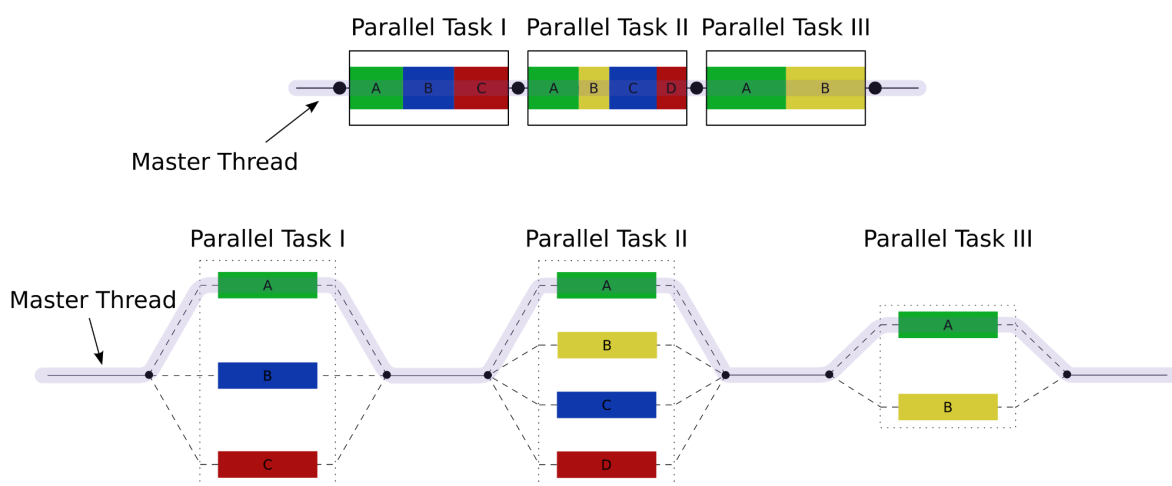 Parallel Task I Parallel Task II Parallel Task III
A B C A B C D A B
Master Thread
Parallel Task I Parallel Task II Parallel Task III
A A
Master Thread
A
B
B
C
B
C D